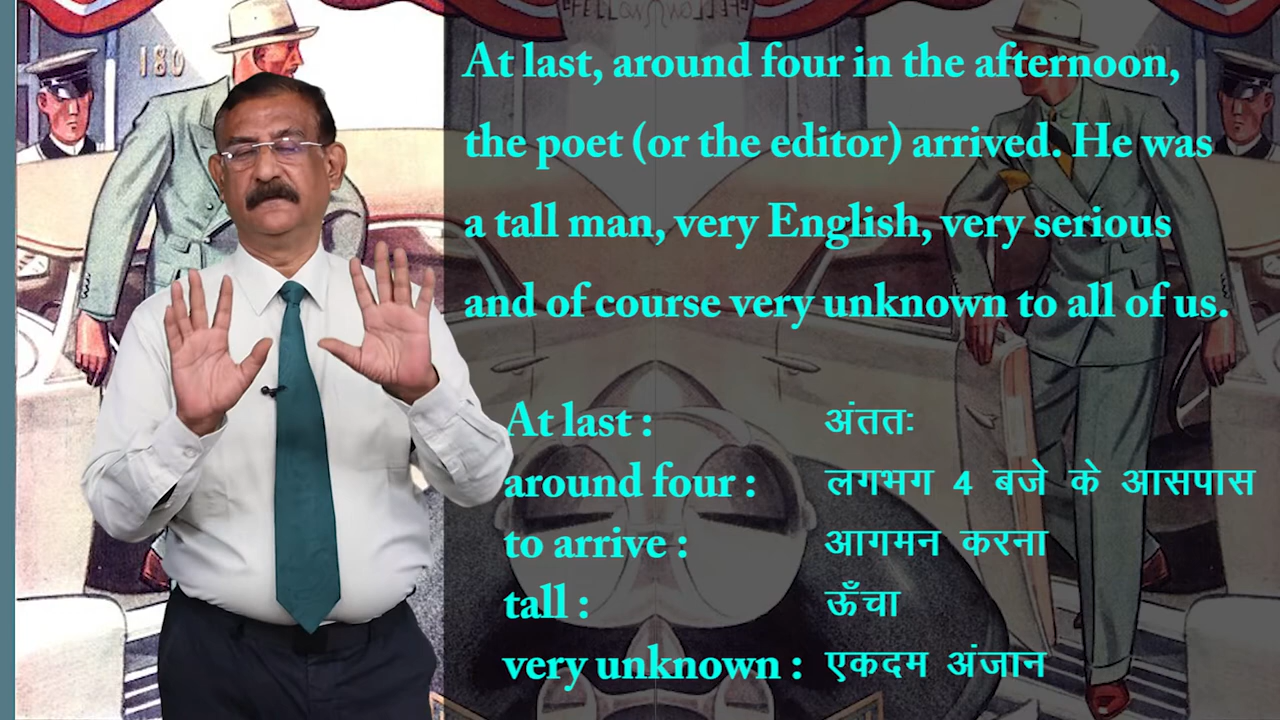 180
At last, around four in the afternoon,
the poet (or the editor) arrived. He was
a tall man, very English, very serious
and of course very unknown to all of us.
At last : अंततः
around four : लगभग 4 बजे के आसपास
to arrive : आगमन करना
tall : ऊँचा
very unknown : एकदम अंजान